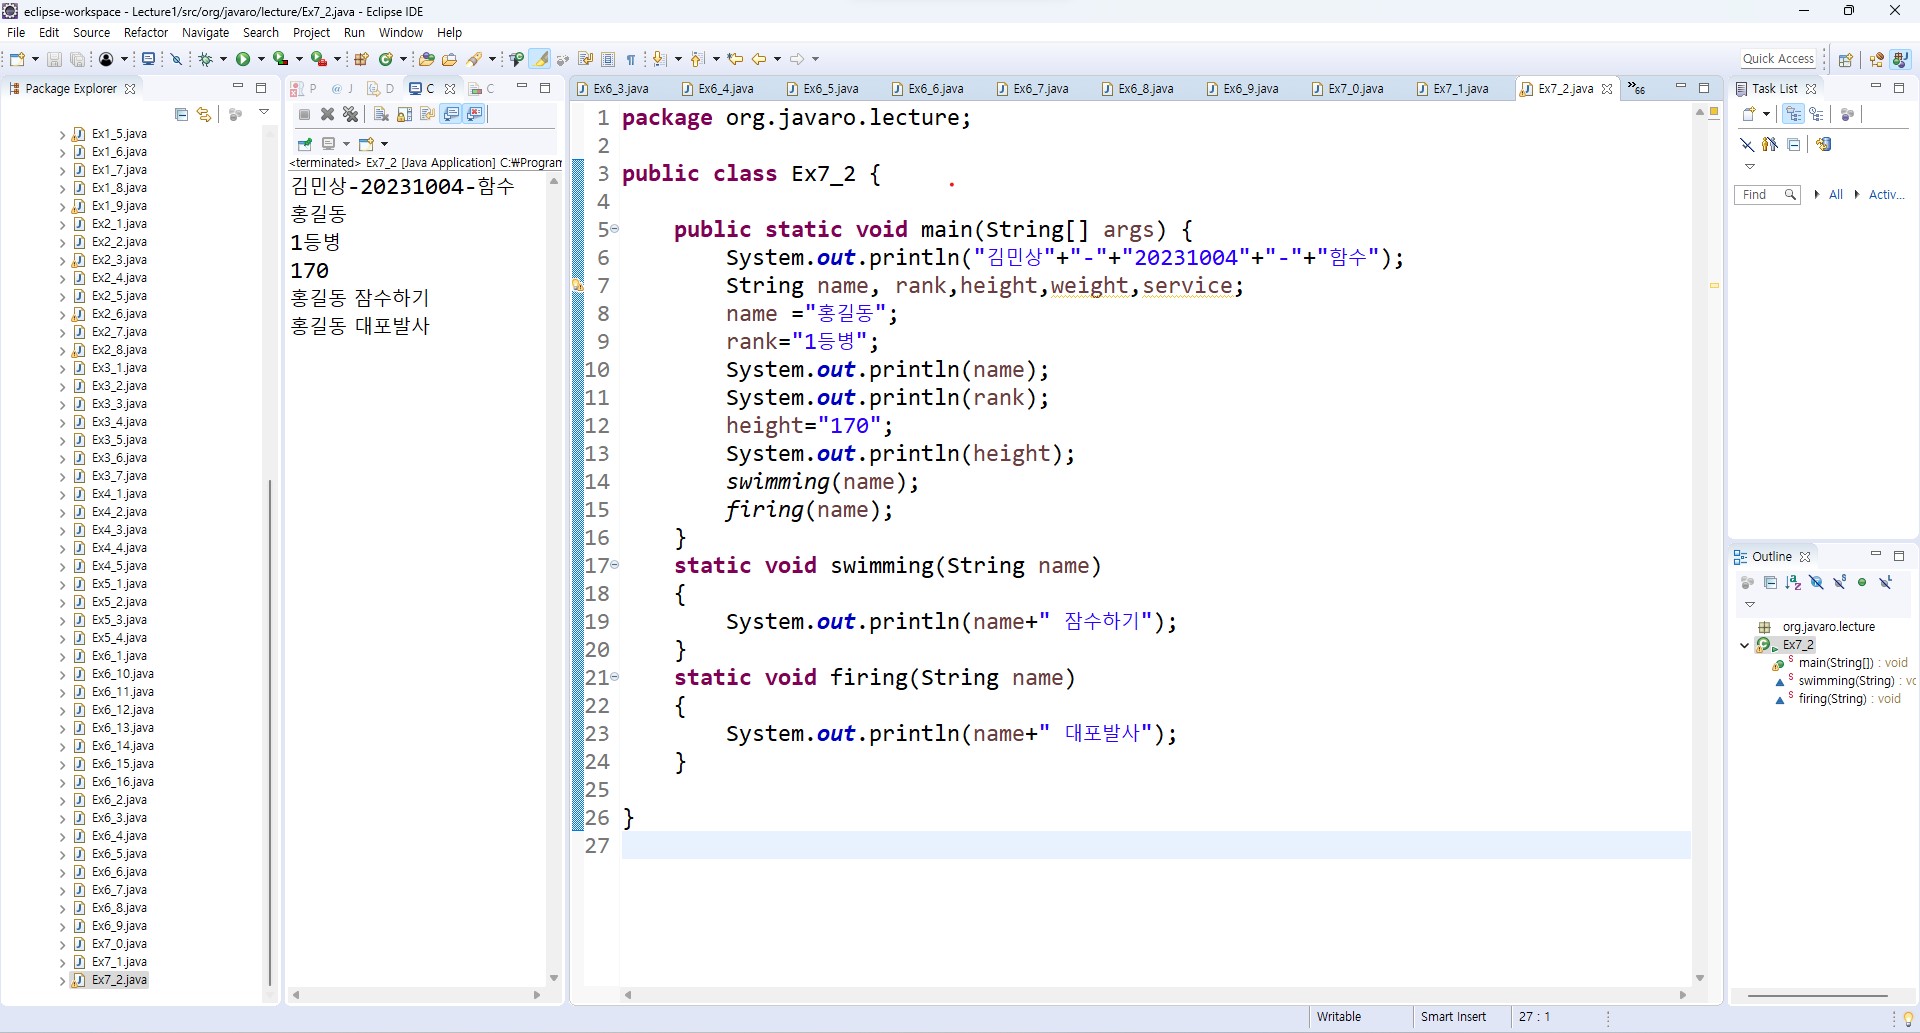 eclipse-workspace - Lecture1/src/org/javaro/lecture/Ex7_2.java - Eclipse IDE
File Edit Source Refactor Navigate Search Project Run Window Help
Quick Access
Package Explorer
Ex1_5.java
Ex1_6.java
Ex1_7.java
Ex1_8.java
Ex1_9.java
Ex2_1.java
Ex2_2.java
Ex2_3.java
Ex2_4.java
Ex2_5.java
Ex2_6.java
Ex2_7.java
Ex2_8.java
Ex3_1.java
Ex3_2.java
Ex3_3.java
Ex3_4.java
Ex3_5.java
Ex3_6.java
Ex3_7.java
Ex4_1.java
Ex4_2.java
Ex4_3.java
Ex4_4.java
Ex4_5.java
Ex5_1.java
Ex5_2.java
Ex5_3.java
Ex5_4.java
Ex6_1.java
Ex6_10.java
Ex6_11.java
Ex6_12.java
Ex6_13.java
Ex6_14.java
Ex6_15.java
Ex6_16.java
Ex6_2.java
Ex6_3.java
Ex6_4.java
Ex6_5.java
Ex6_6.java
Ex6_7.java
Ex6_8.java
Ex6_9.java
Ex7_0.java
Ex7_1.java
Ex7_2.java
P J D C C
<terminated> Ex7_2 [Java Application] C:₩Program
김민상-20231004-함수
홍길동
1등병
170
홍길동 잠수하기
홍길동 대포발사
Ex6_3.java Ex6_4.java Ex6_5.java Ex6_6.java Ex6_7.java Ex6_8.java Ex6_9.java Ex7_0.java Ex7_1.java Ex7_2.java »66
1 package org.javaro.lecture;
2
3 public class Ex7_2 {
4
5 public static void main(String[] args) {
6 System.out.println("김민상"+"-"+"20231004"+"-"+"함수");
7 String name, rank,height,weight,service;
8 name ="홍길동";
9 rank="1등병";
10 System.out.println(name);
11 System.out.println(rank);
12 height="170";
13 System.out.println(height);
14 swimming(name);
15 firing(name);
16 }
17 static void swimming(String name)
18 {
19 System.out.println(name+" 잠수하기");
20 }
21 static void firing(String name)
22 {
23 System.out.println(name+" 대포발사");
24 }
25
26 }
27
Task List
Find All Activ...
Outline
org.javaro.lecture
Ex7_2
main(String[]) : void
swimming(String) : vo
firing(String) : void
Writable Smart Insert 27 : 1